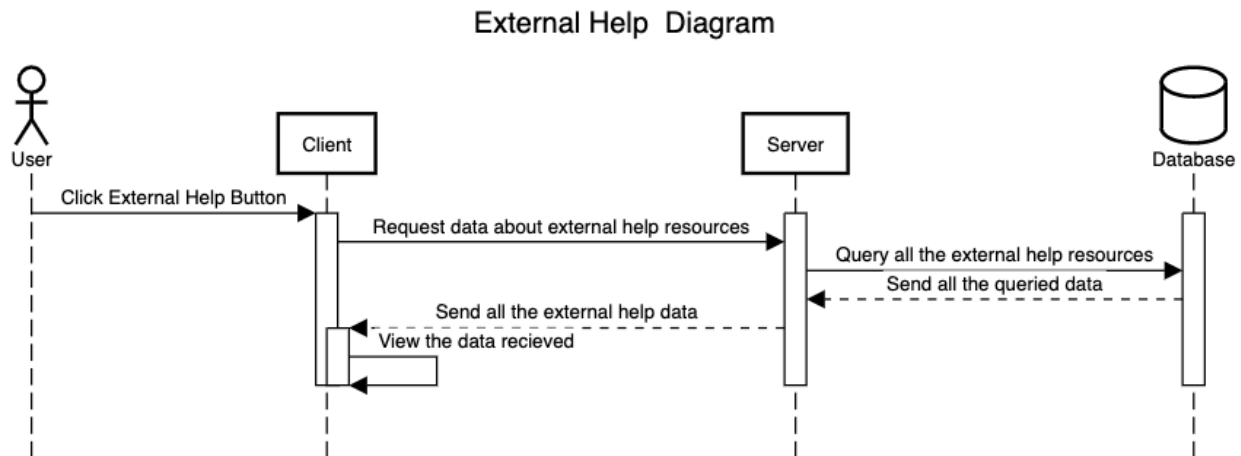 External Help Diagram
User
Client
Server
Database
Click External Help Button
Request data about external help resources
Query all the external help resources
Send all the queried data
Send all the external help data
View the data recieved